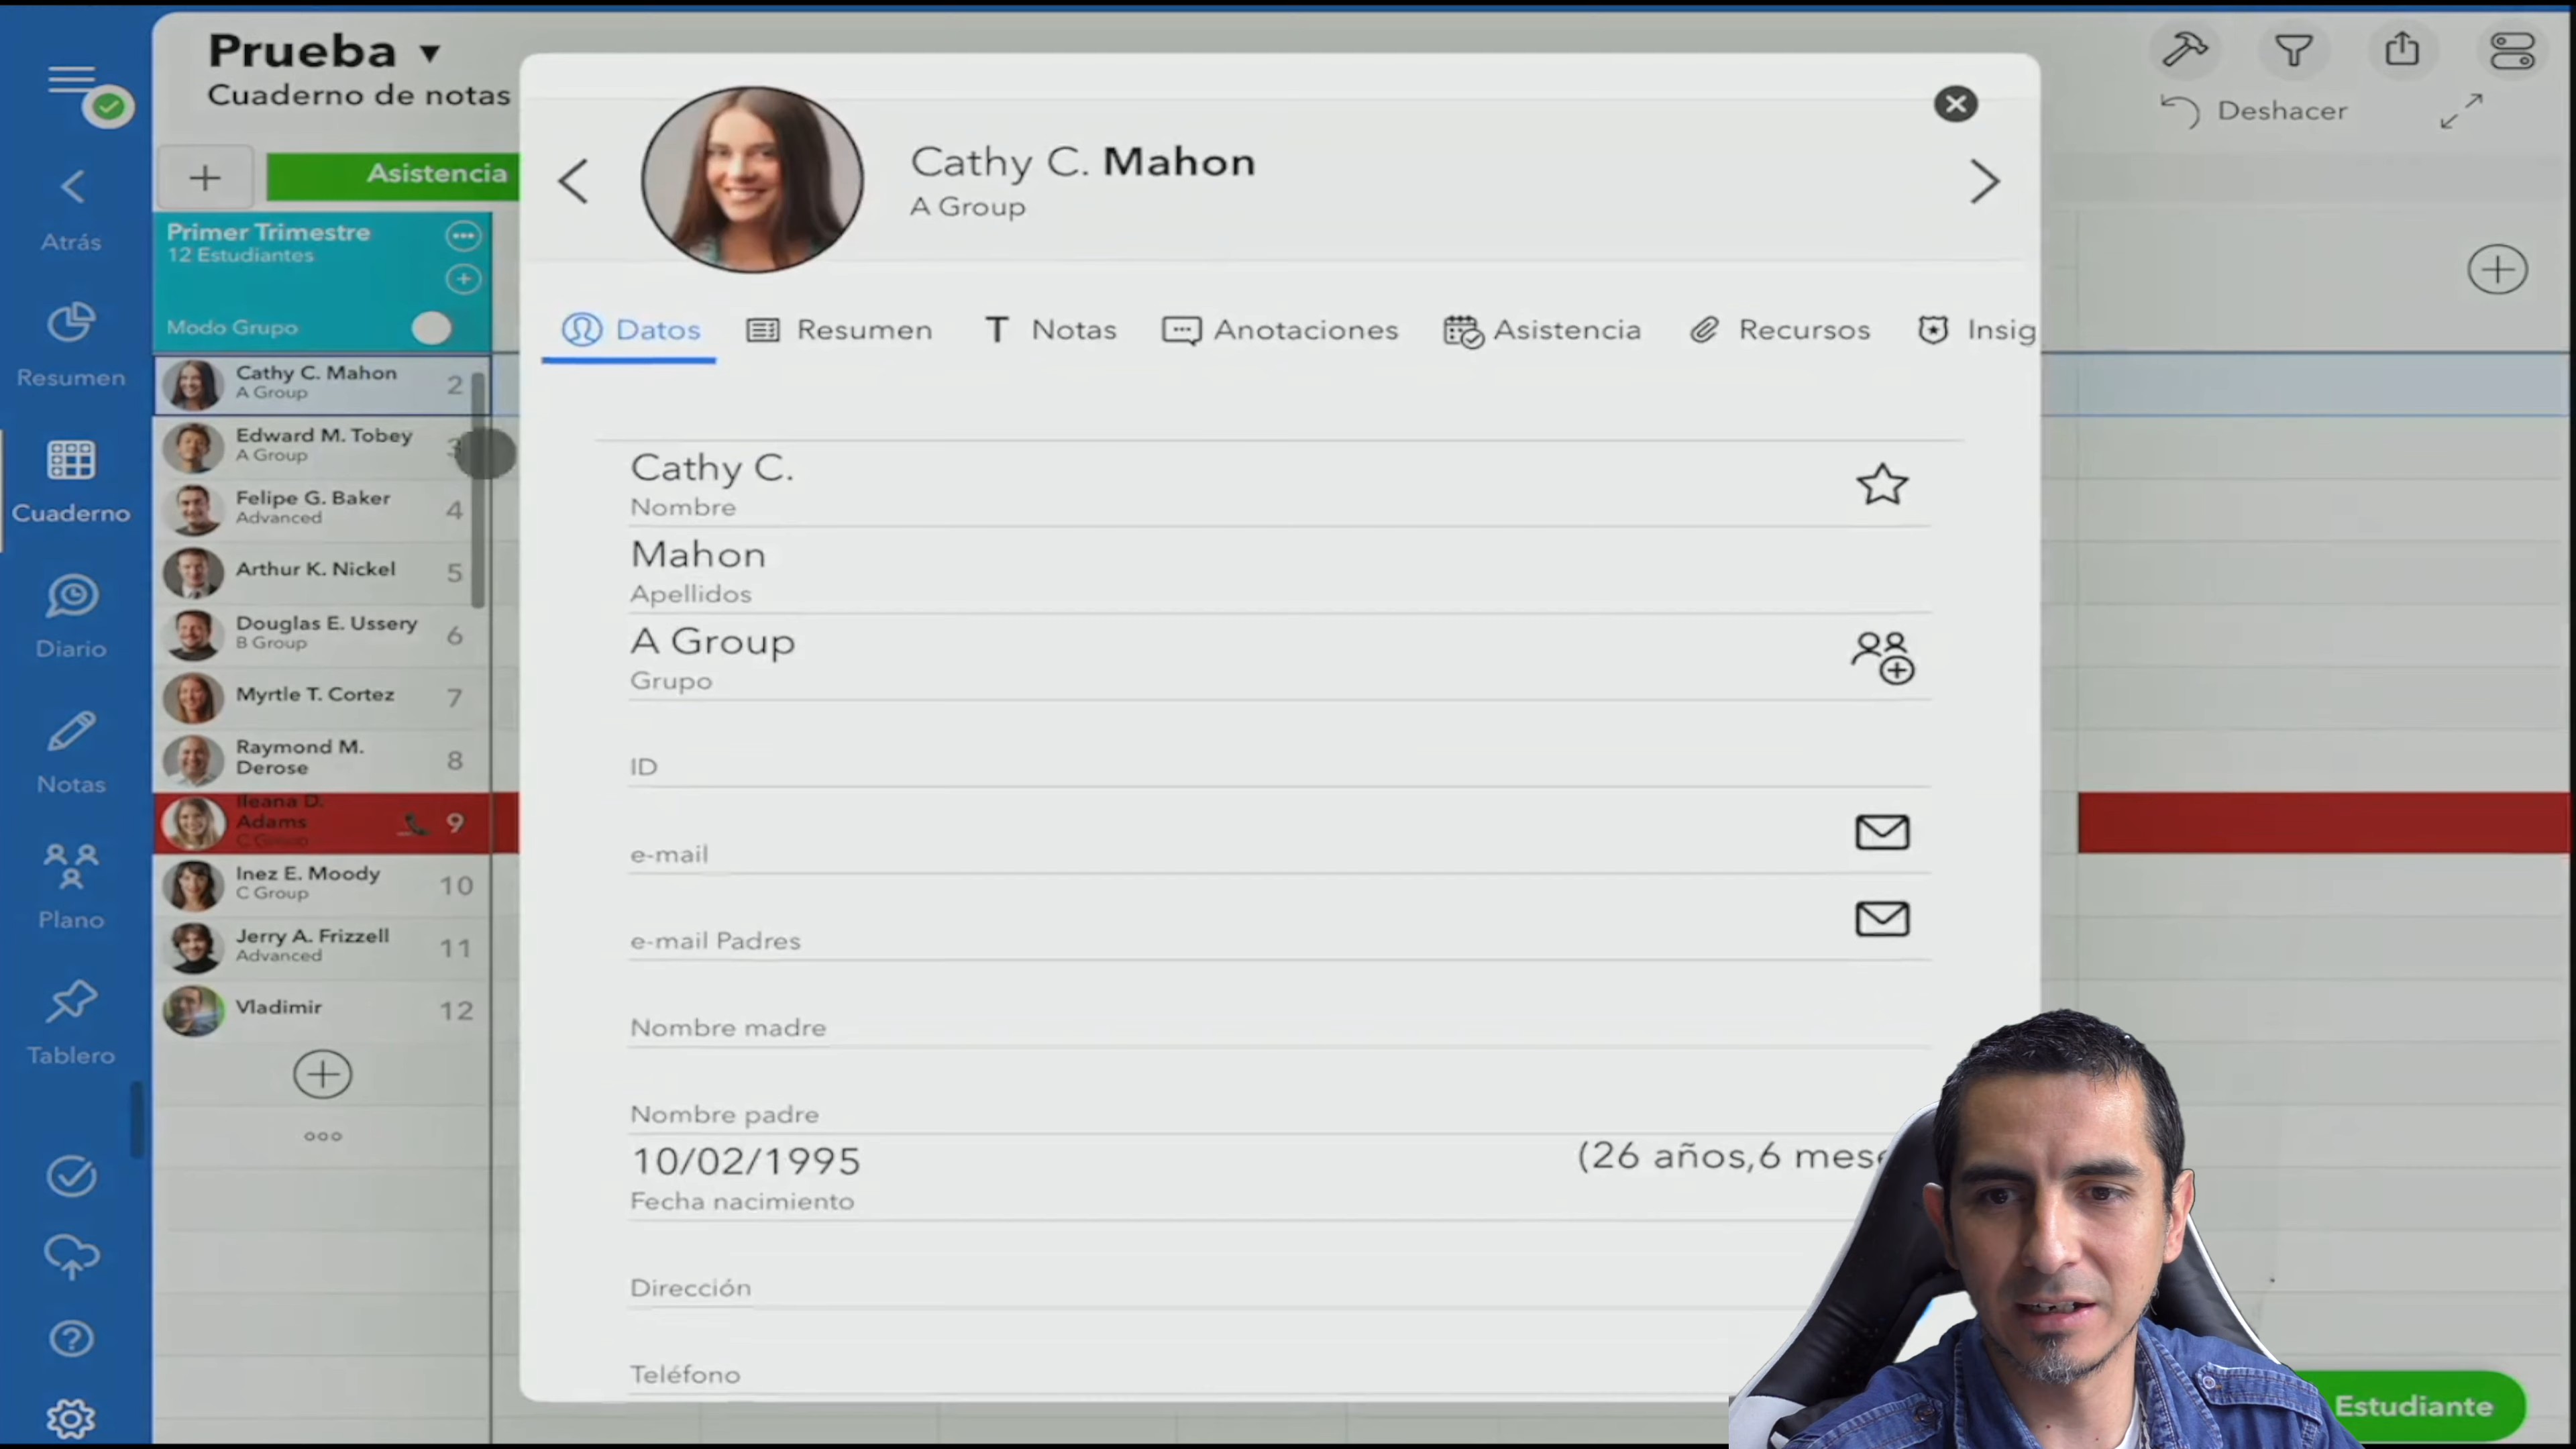 Prueba ▼
Cuaderno de notas
Deshacer
Asistencia
Primer Trimestre
12 Estudiantes
Modo Grupo
Atrás
Resumen
Cuaderno
Diario
Notas
Plano
Tablero
Cathy C. Mahon
A Group
2
Edward M. Tobey
A Group
3
Felipe G. Baker
Advanced
4
Arthur K. Nickel
5
Douglas E. Ussery
B Group
6
Myrtle T. Cortez
7
Raymond M.
Derose
8
Ileana D.
Adams
C Group
9
Inez E. Moody
C Group
10
Jerry A. Frizzell
Advanced
11
Vladimir
12
Cathy C. Mahon
A Group
Datos
Resumen
T Notas
Anotaciones
Asistencia
Recursos
Insig
Cathy C.
Nombre
Mahon
Apellidos
A Group
Grupo
ID
e-mail
e-mail Padres
Nombre madre
Nombre padre
10/02/1995
(26 años,6 mese
Fecha nacimiento
Dirección
Teléfono
Estudiante